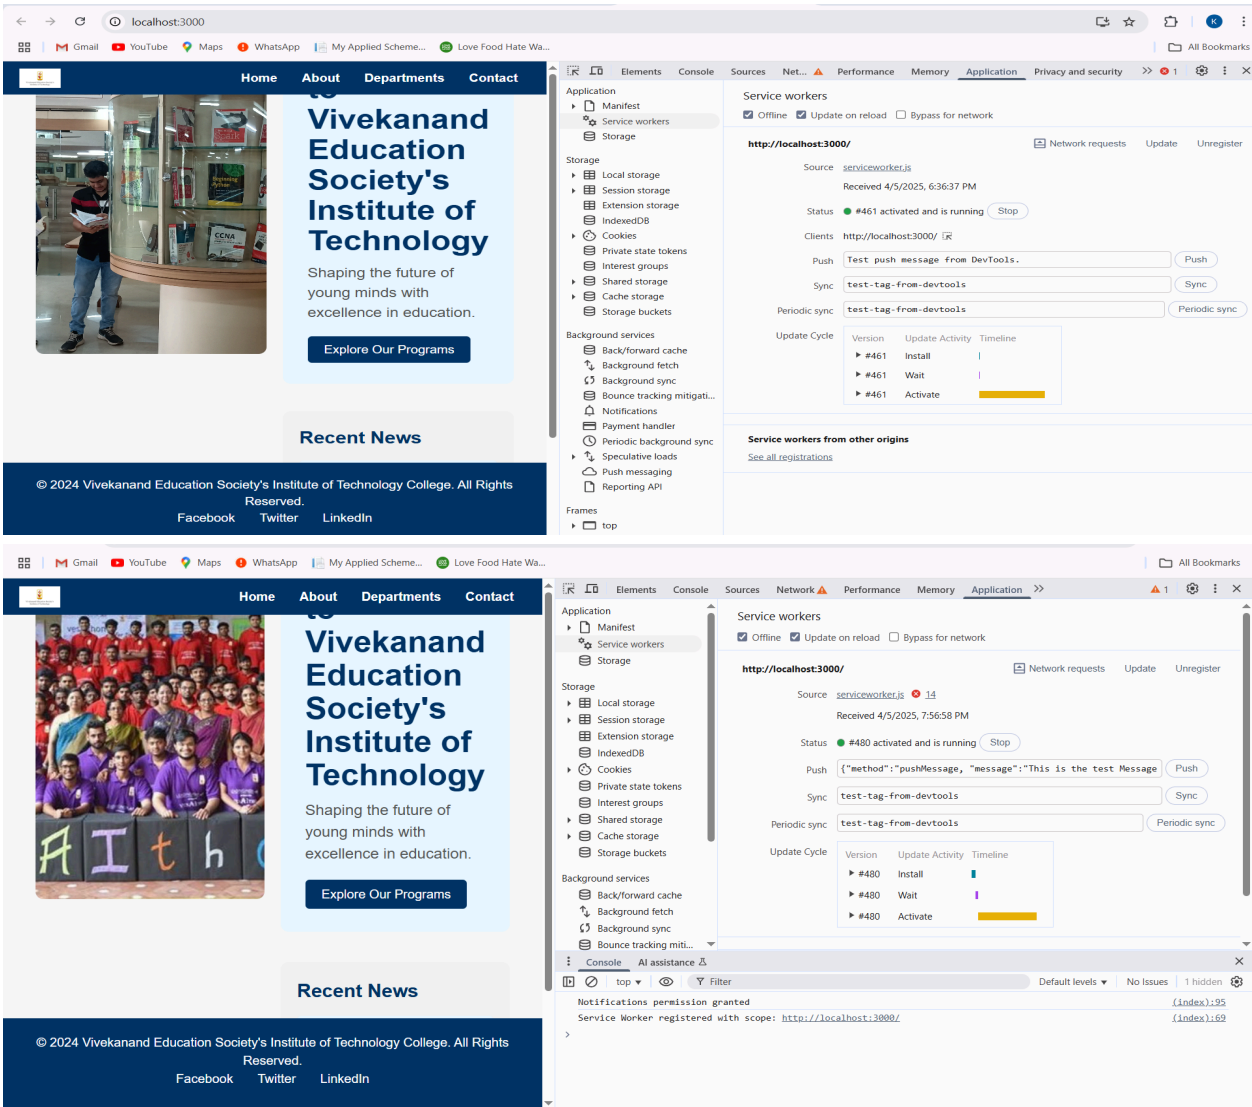 localhost:3000
K
Gmail YouTube Maps WhatsApp My Applied Scheme... Love Food Hate Wa...
All Bookmarks
Home About Departments Contact
to
Vivekanand
Education
Society's
Institute of
Technology
Shaping the future of
young minds with
excellence in education.
Explore Our Programs
Recent News
© 2024 Vivekanand Education Society's Institute of Technology College. All Rights
Reserved.
Facebook Twitter LinkedIn
Spark
Beginning
Python
CCNA
Elements Console Sources Net... Performance Memory Application Privacy and security 1
Application
Manifest
Service workers
Storage
Storage
Local storage
Session storage
Extension storage
IndexedDB
Cookies
Private state tokens
Interest groups
Shared storage
Cache storage
Storage buckets
Background services
Back/forward cache
Background fetch
Background sync
Bounce tracking mitigati...
Notifications
Payment handler
Periodic background sync
Speculative loads
Push messaging
Reporting API
Frames
top
Service workers
Offline Update on reload Bypass for network
http://localhost:3000/ Network requests Update Unregister
Source serviceworker.js
Received 4/5/2025, 6:36:37 PM
Status #461 activated and is running Stop
Clients http://localhost:3000/
Push Test push message from DevTools. Push
Sync test-tag-from-devtools Sync
Periodic sync test-tag-from-devtools Periodic sync
Update Cycle Version Update Activity Timeline
#461 Install
#461 Wait
#461 Activate
Service workers from other origins
See all registrations
Gmail YouTube Maps WhatsApp My Applied Scheme... Love Food Hate Wa...
All Bookmarks
Home About Departments Contact
to
Vivekanand
Education
Society's
Institute of
Technology
Shaping the future of
young minds with
excellence in education.
Explore Our Programs
Recent News
© 2024 Vivekanand Education Society's Institute of Technology College. All Rights
Reserved.
Facebook Twitter LinkedIn
A I t h
Elements Console Sources Network Performance Memory Application 1
Application
Manifest
Service workers
Storage
Storage
Local storage
Session storage
Extension storage
IndexedDB
Cookies
Private state tokens
Interest groups
Shared storage
Cache storage
Storage buckets
Background services
Back/forward cache
Background fetch
Background sync
Bounce tracking miti...
Service workers
Offline Update on reload Bypass for network
http://localhost:3000/ Network requests Update Unregister
Source serviceworker.js 14
Received 4/5/2025, 7:56:58 PM
Status #480 activated and is running Stop
Push {"method":"pushMessage, "message":"This is the test Message Push
Sync test-tag-from-devtools Sync
Periodic sync test-tag-from-devtools Periodic sync
Update Cycle Version Update Activity Timeline
#480 Install
#480 Wait
#480 Activate
Console AI assistance
top Filter Default levels No Issues 1 hidden
Notifications permission granted (index):95
Service Worker registered with scope: http://localhost:3000/ (index):69